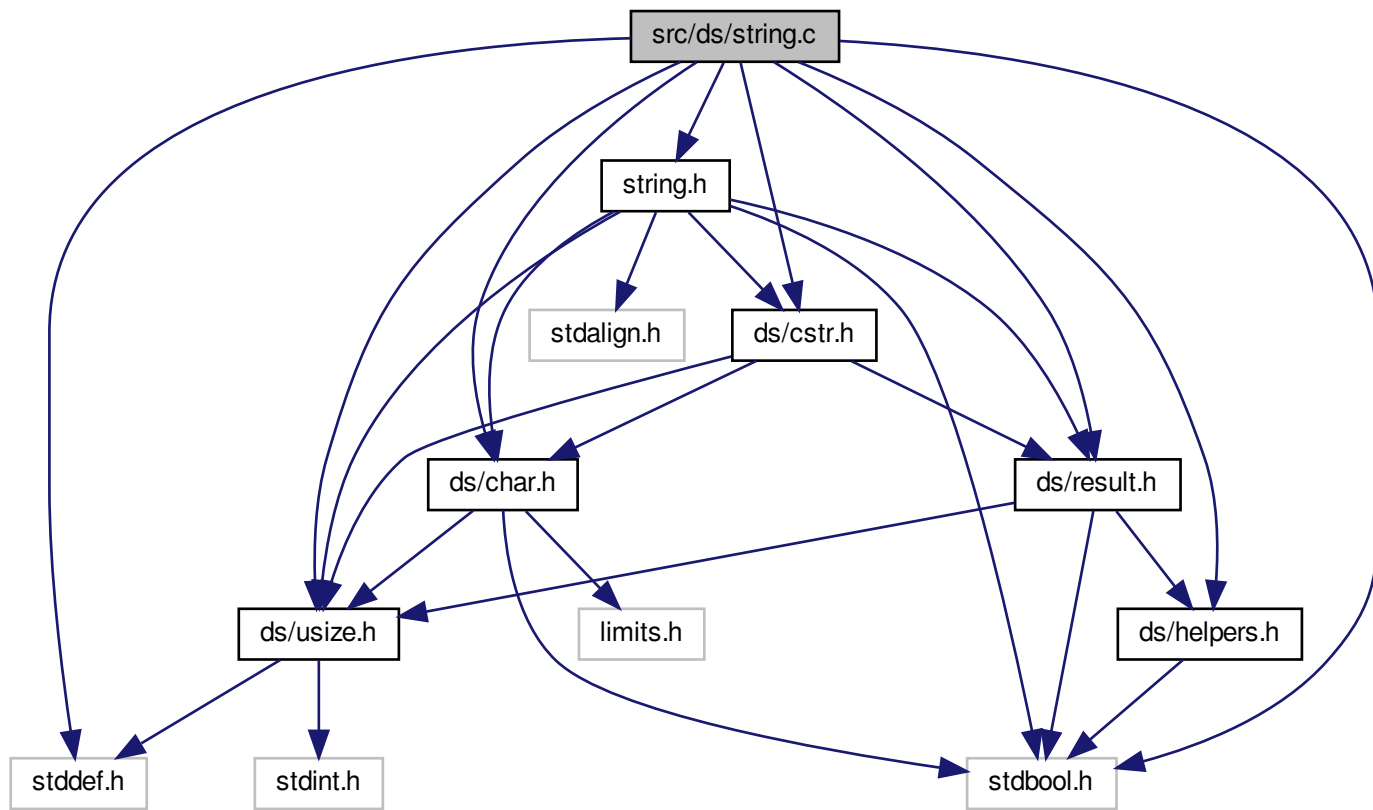 src/ds/string.c
string.h
stdalign.h
ds/cstr.h
ds/char.h
ds/result.h
ds/usize.h
limits.h
ds/helpers.h
stddef.h
stdint.h
stdbool.h